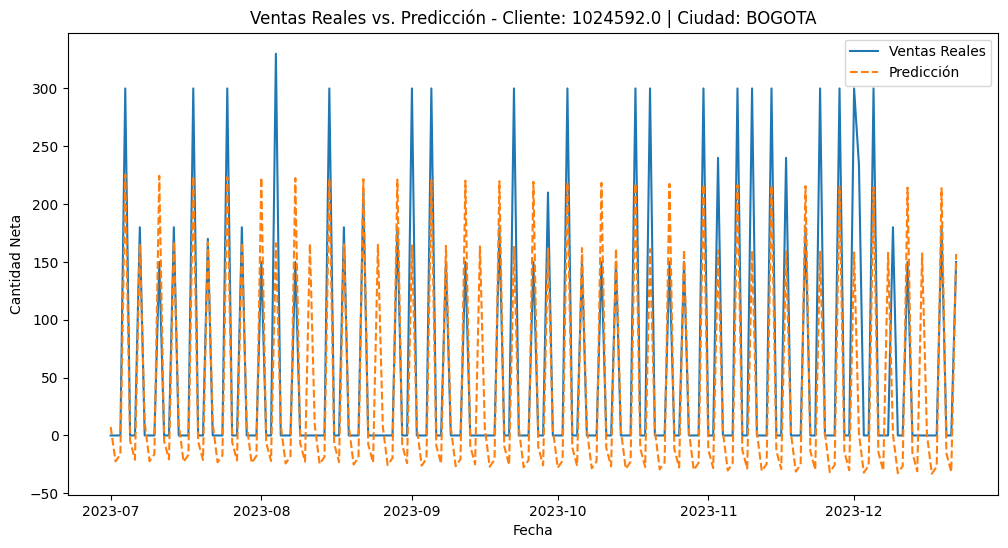 Ventas Reales vs. Predicción - Cliente: 1024592.0 | Ciudad: BOGOTA
Ventas Reales
Predicción
Cantidad Neta
300
250
200
150
100
50
0
−50
2023-07
2023-08
2023-09
2023-10
2023-11
2023-12
Fecha